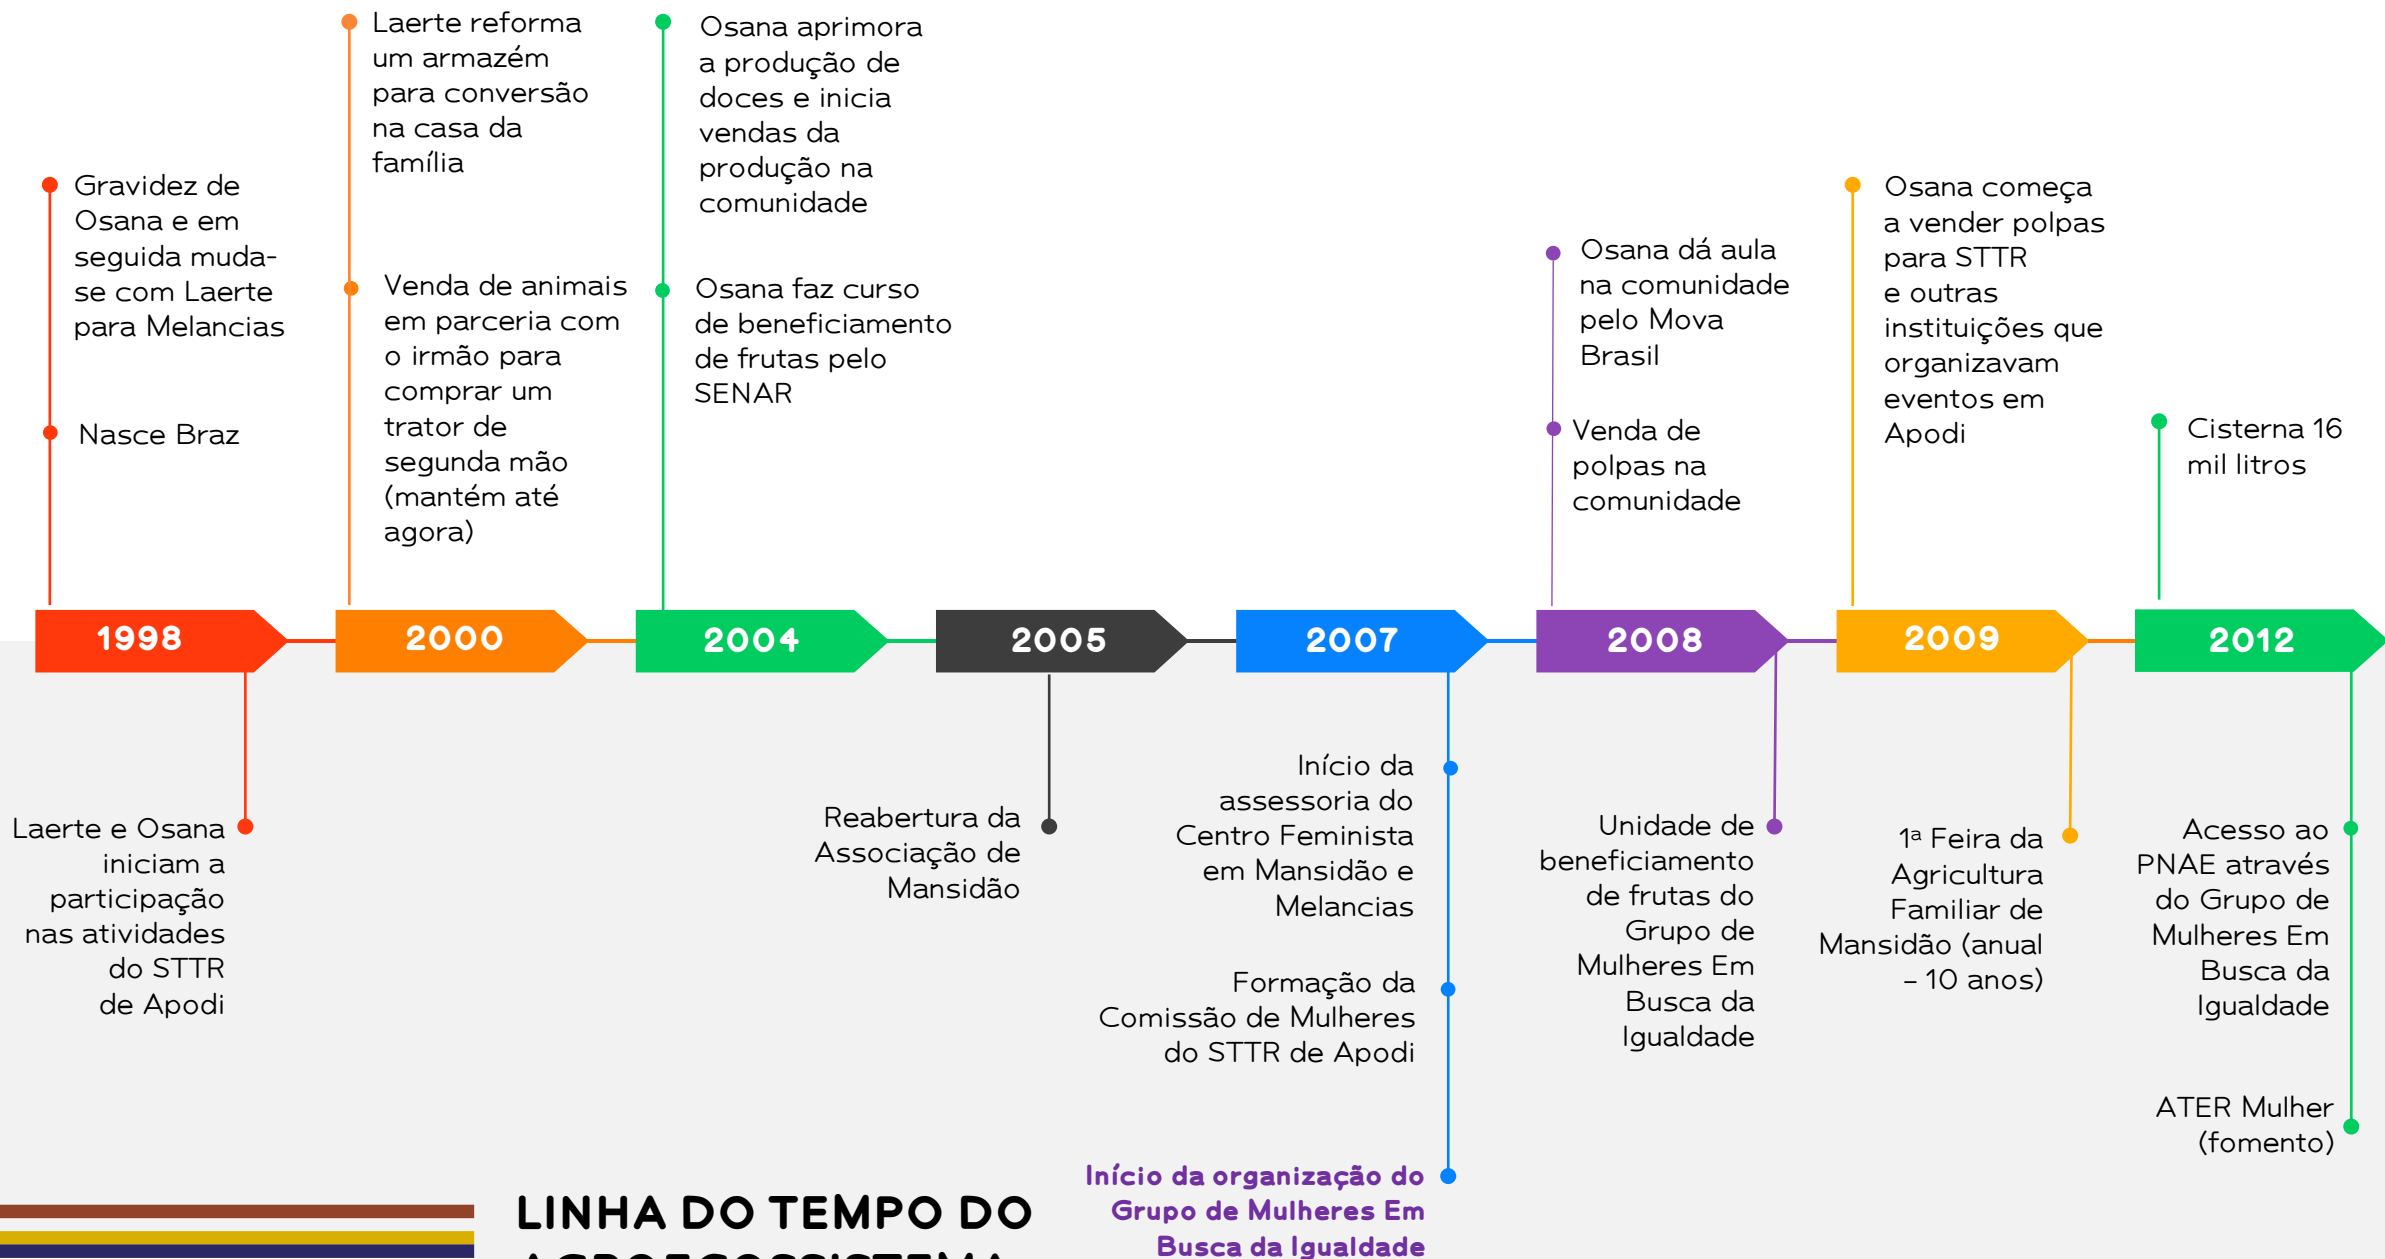 Laerte reforma
um armazém
para conversão
na casa da
família
Osana aprimora
a produção de
doces e inicia
vendas da
produção na
comunidade
Gravidez de
Osana e em
seguida muda-
se com Laerte
para Melancias
Osana começa
a vender polpas
para STTR
e outras
instituições que
organizavam
eventos em
Apodi
Osana dá aula
na comunidade
pelo Mova
Brasil
Venda de animais
em parceria com
o irmão para
comprar um
trator de
segunda mão
(mantém até
agora)
Osana faz curso
de beneficiamento
de frutas pelo
SENAR
Nasce Braz
Venda de
polpas na
comunidade
Cisterna 16
mil litros
1998
2000
2004
2005
2007
2008
2009
2012
Laerte e Osana
iniciam a
participação
nas atividades
do STTR
de Apodi
Reabertura da
Associação de
Mansidão
Início da
assessoria do
Centro Feminista
em Mansidão e
Melancias
Formação da
Comissão de Mulheres
do STTR de Apodi
Início da organização do
Grupo de Mulheres Em
Busca da Igualdade
Unidade de
beneficiamento
de frutas do
Grupo de
Mulheres Em
Busca da
Igualdade
1ª Feira da
Agricultura
Familiar de
Mansidão (anual
– 10 anos)
Acesso ao
PNAE através
do Grupo de
Mulheres Em
Busca da
Igualdade
ATER Mulher
(fomento)
LINHA DO TEMPO DO
AGROECOSSISTEMA